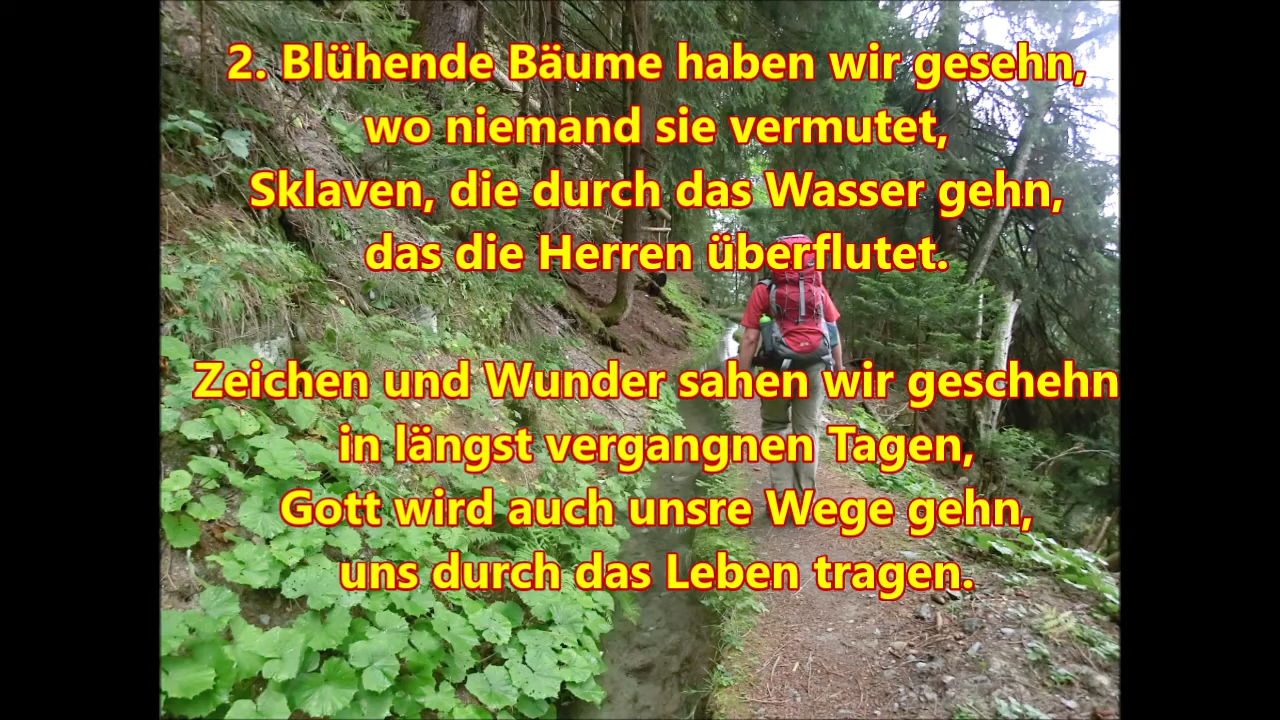 2. Blühende Bäume haben wir gesehn,
wo niemand sie vermutet,
Sklaven, die durch das Wasser gehn,
das die Herren überflutet.
Zeichen und Wunder sahen wir geschehn
in längst vergangnen Tagen,
Gott wird auch unsre Wege gehn,
uns durch das Leben tragen.